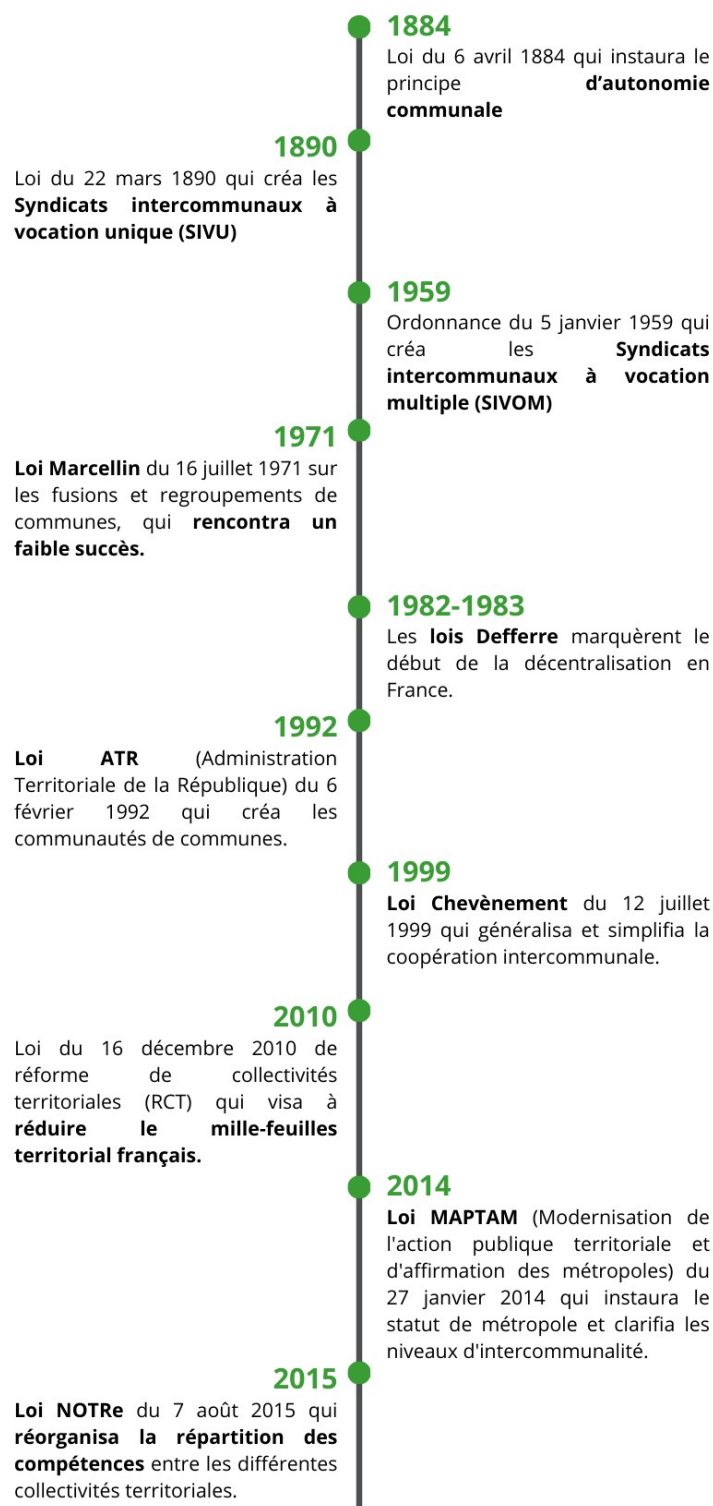 1884
Loi du 6 avril 1884 qui instaura le
principe d'autonomie
communale
1890
Loi du 22 mars 1890 qui créa les
Syndicats intercommunaux à
vocation unique (SIVU)
1959
Ordonnance du 5 janvier 1959 qui
créa les Syndicats
intercommunaux à vocation
multiple (SIVOM)
1971
Loi Marcellin du 16 juillet 1971 sur
les fusions et regroupements de
communes, qui rencontra un
faible succès.
1982-1983
Les lois Defferre marquèrent le
début de la décentralisation en
France.
1992
Loi ATR (Administration
Territoriale de la République) du 6
février 1992 qui créa les
communautés de communes.
1999
Loi Chevènement du 12 juillet
1999 qui généralisa et simplifia la
coopération intercommunale.
2010
Loi du 16 décembre 2010 de
réforme de collectivités
territoriales (RCT) qui visa à
réduire le mille-feuilles
territorial français.
2014
Loi MAPTAM (Modernisation de
l'action publique territoriale et
d'affirmation des métropoles) du
27 janvier 2014 qui instaura le
statut de métropole et clarifia les
niveaux d'intercommunalité.
2015
Loi NOTRe du 7 août 2015 qui
réorganisa la répartition des
compétences entre les différentes
collectivités territoriales.